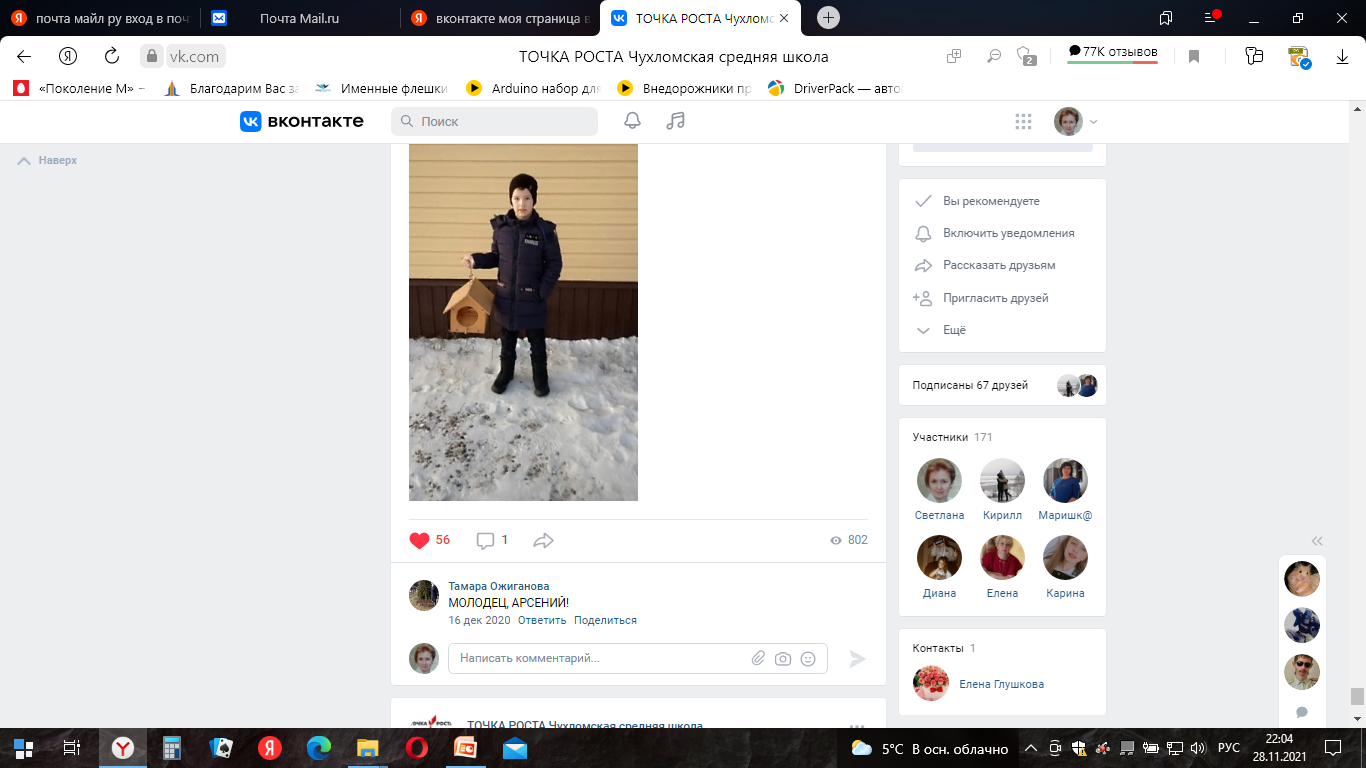 почта майл ру вход в поч
Почта Mail.ru
вконтакте моя страница в
ТОЧКА РОСТА Чухломс
vk.com
ТОЧКА РОСТА Чухломская средняя школа
2
77K отзывов
«Поколение М» –
Благодарим Вас за
Именные флешки
Arduino набор для
Внедорожники пр
DriverPack — авто
вконтакте
Поиск
Наверх
Вы рекомендуете
Включить уведомления
Рассказать друзьям
Пригласить друзей
Ещё
Подписаны 67 друзей
Участники 171
Светлана
Кирилл
Маришк@
Диана
Елена
Карина
Контакты 1
Елена Глушкова
56
1
802
Тамара Ожиганова
МОЛОДЕЦ, АРСЕНИЙ!
16 дек 2020 Ответить Поделиться
Написать комментарий...
ТОЧКА РОСТА Чухломская средняя школа
5°C В осн. облачно
РУС
22:04
28.11.2021